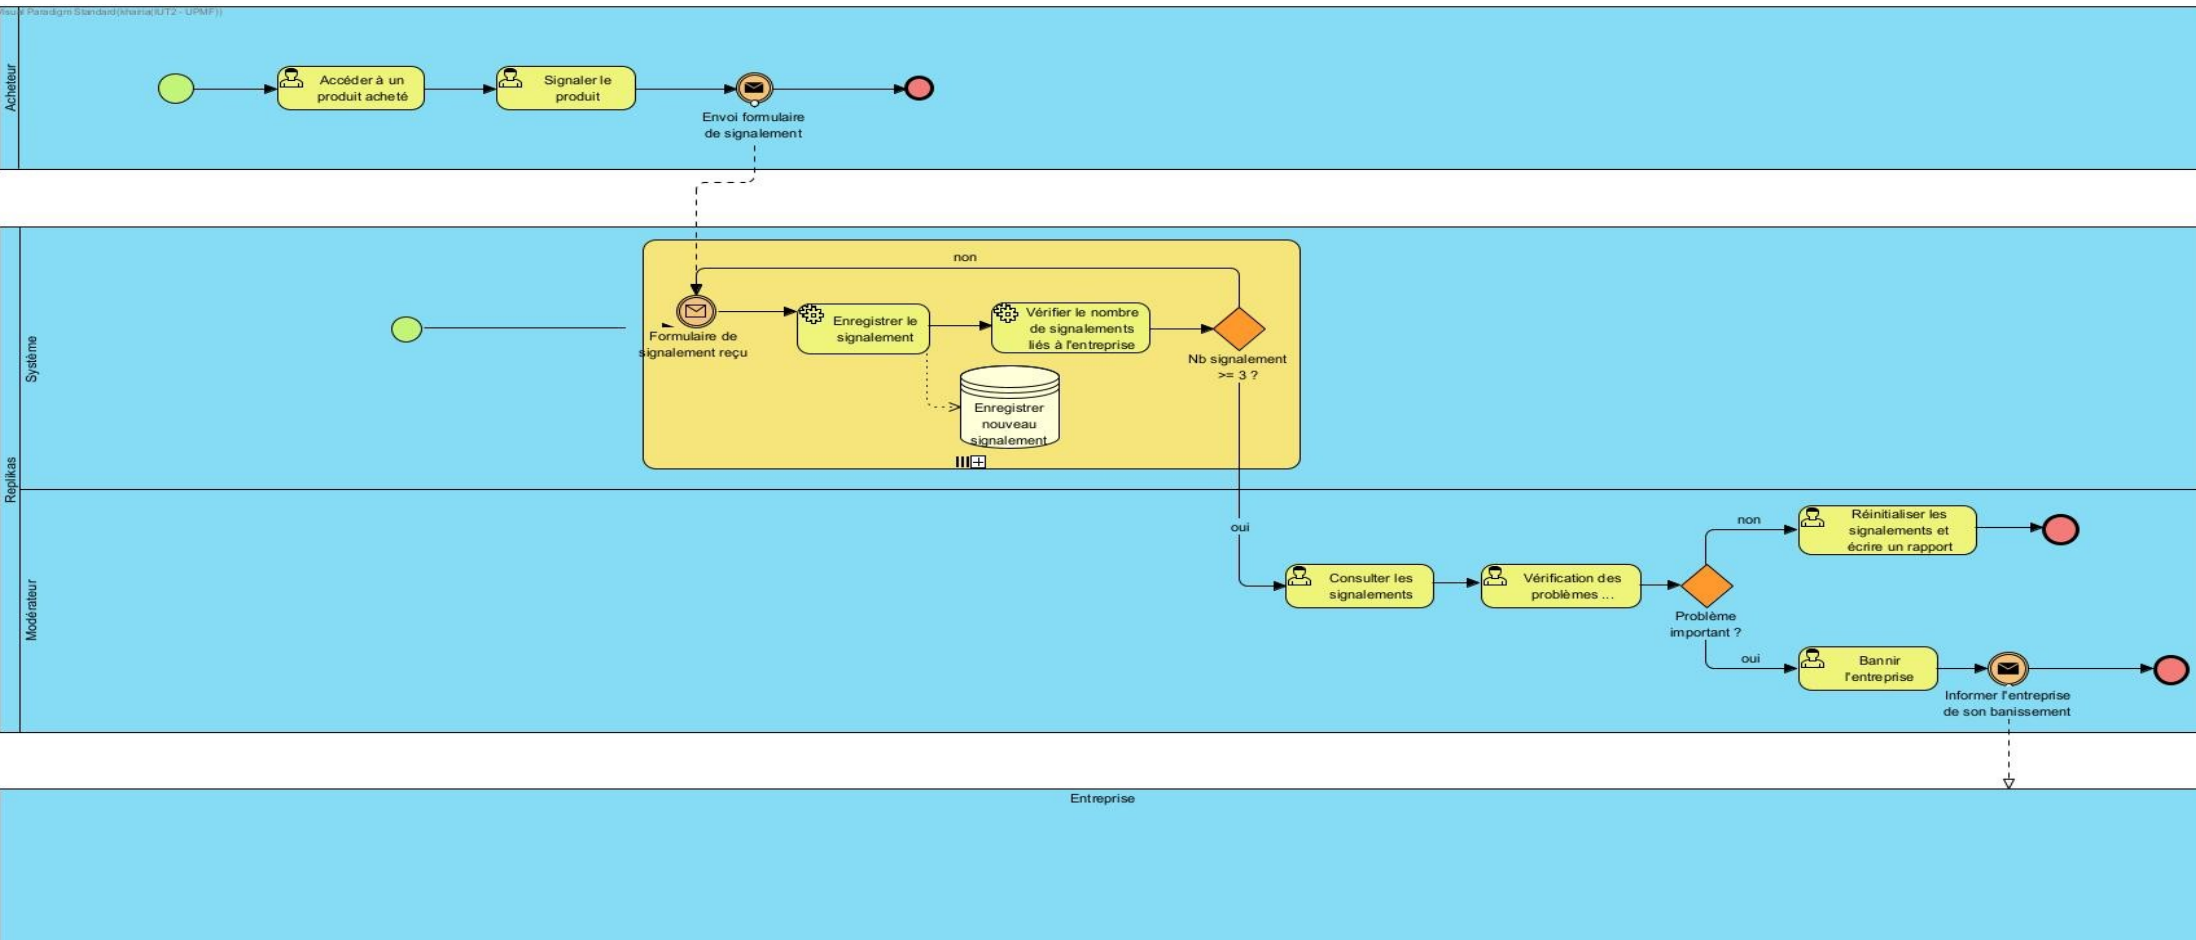 Visual Paradigm Standard(khairia(IUT2 - UPMF))
Acheteur
Accéder à un
produit acheté
Signaler le
produit
Envoi formulaire
de signalement
Replikas
Système
non
Formulaire de
signalement reçu
Enregistrer le
signalement
Vérifier le nombre
de signalements
liés à l'entreprise
Nb signalement
>= 3 ?
Enregistrer
nouveau
signalement
Modérateur
oui
Consulter les
signalements
Vérification des
problèmes ...
Problème
important ?
non
Réinitialiser les
signalements et
écrire un rapport
oui
Bannir
l'entreprise
Informer l'entreprise
de son banissement
Entreprise